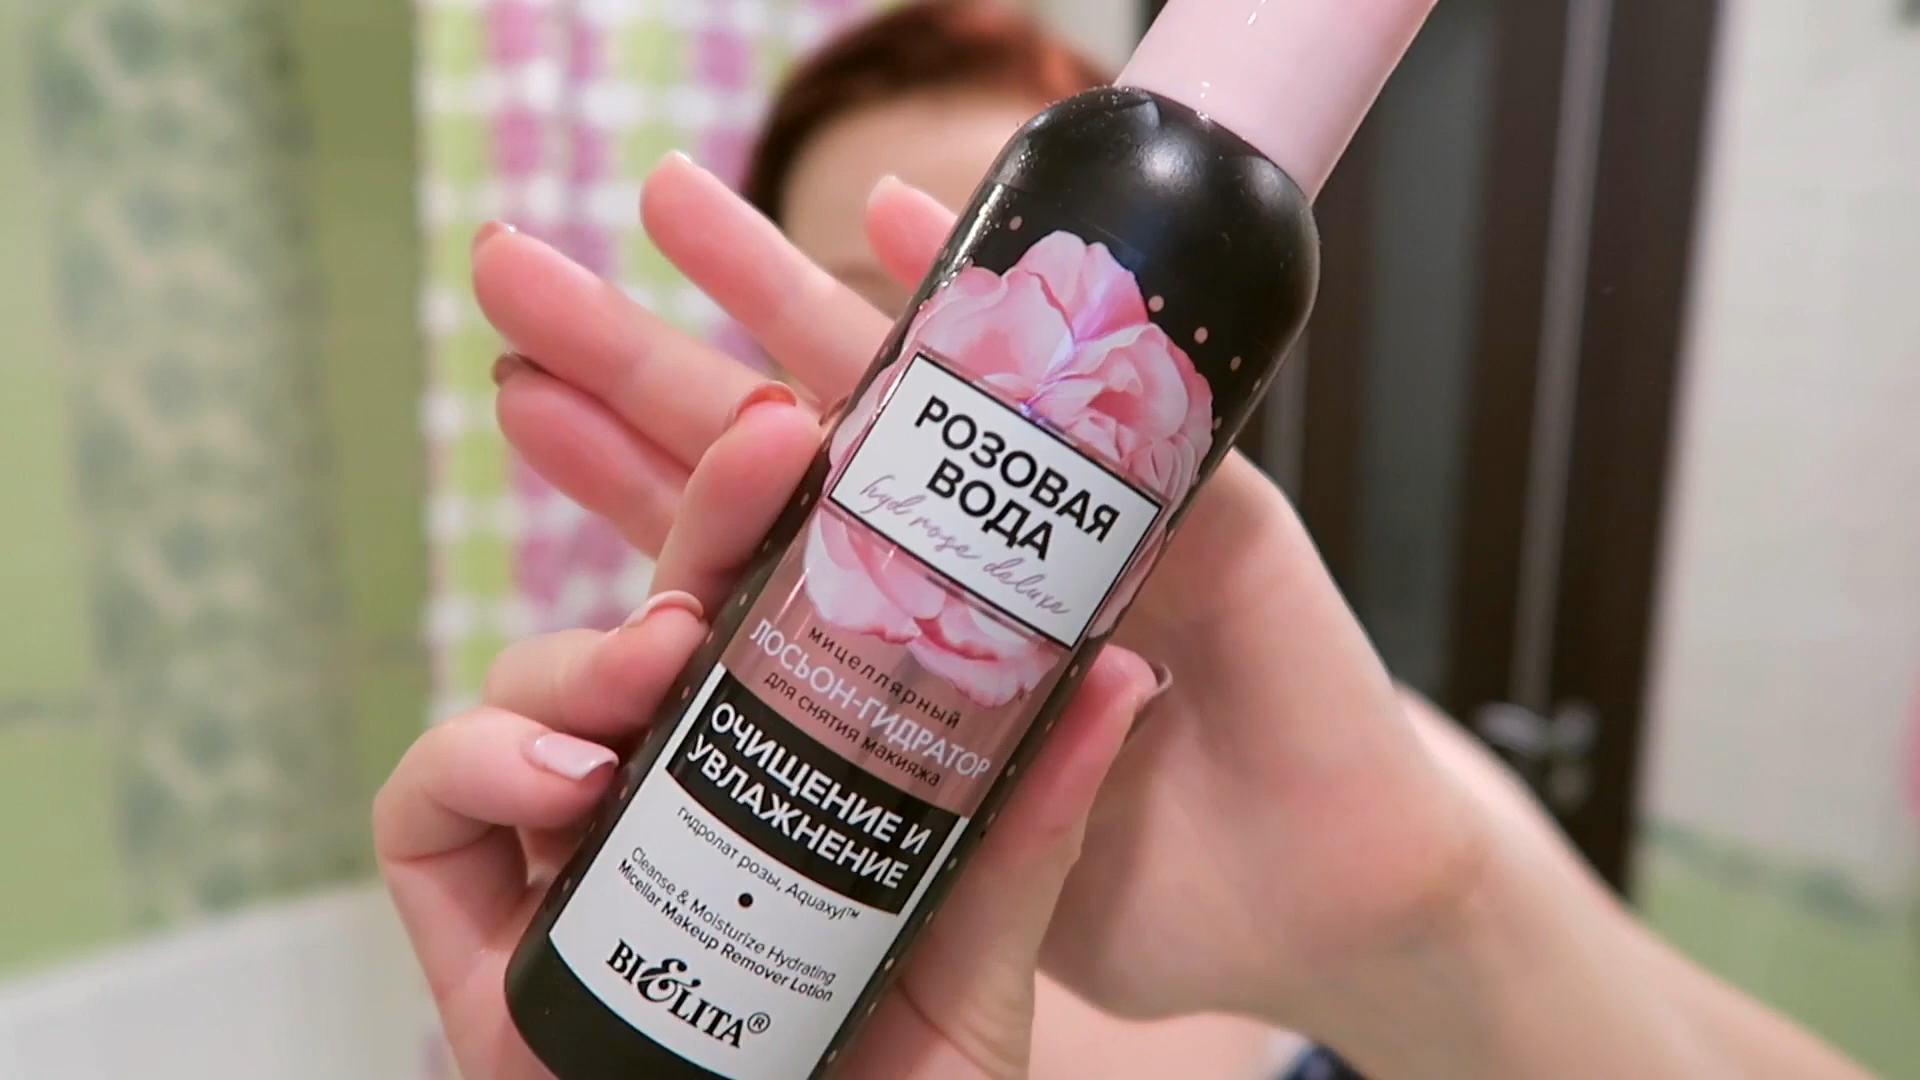 РОЗОВАЯ
ВОДА
hyd rose deluxe
мицеллярный
ЛОСЬОН-ГИДРАТОР
для снятия макияжа
ОЧИЩЕНИЕ И
УВЛАЖНЕНИЕ
гидролат розы, Aquaxyl™
Cleanse & Moisturize Hydrating
Micellar Makeup Remover Lotion
BI&LITA®